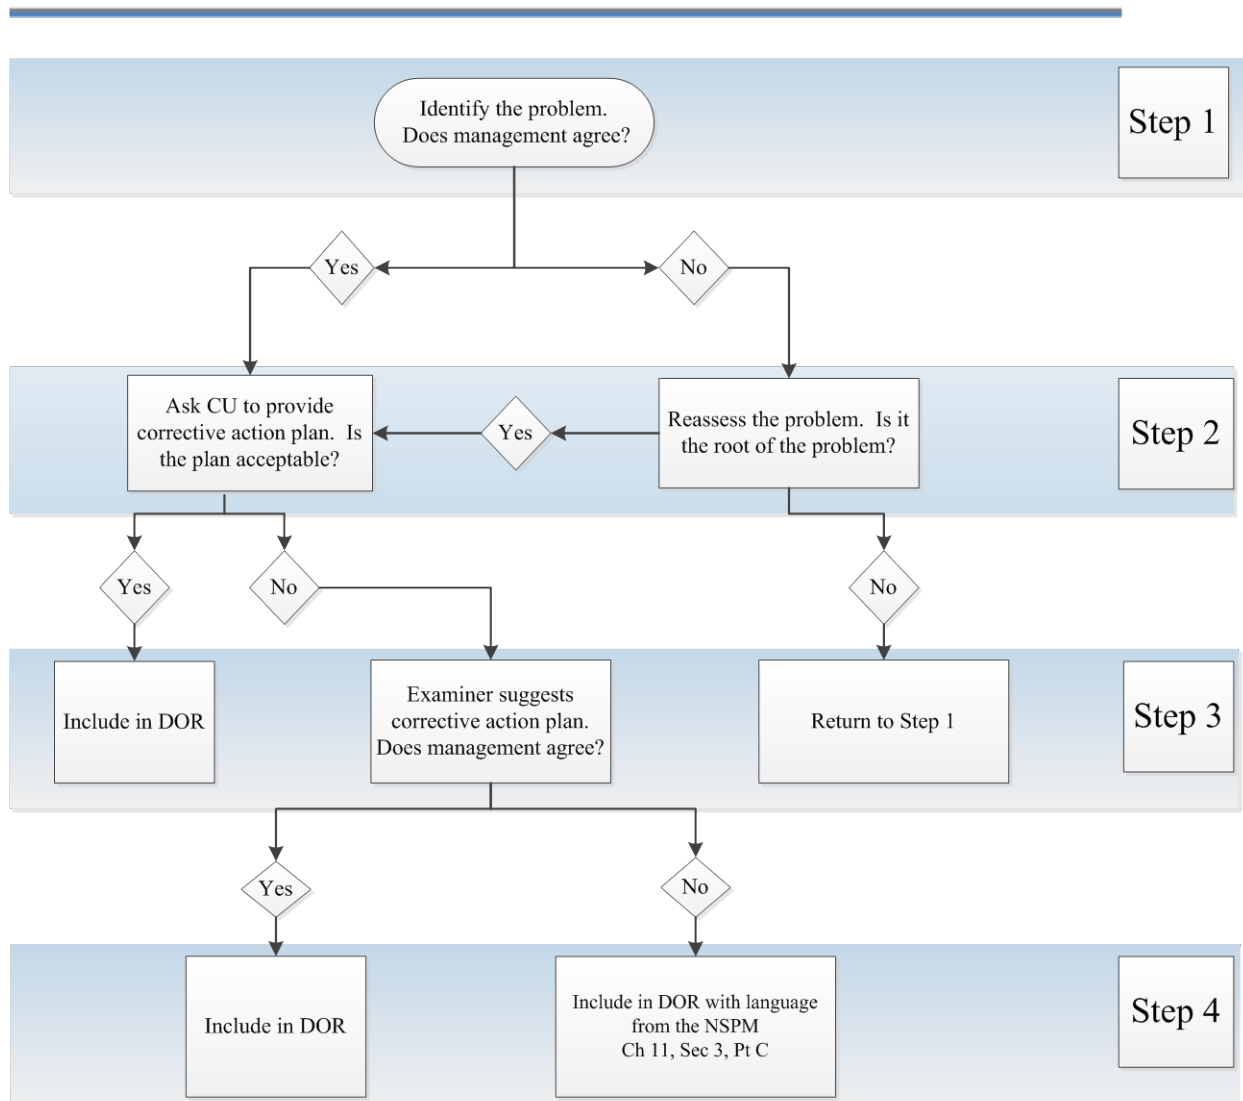 Identify the problem.
Does management agree?
Step 1
Yes
No
Ask CU to provide
corrective action plan.  Is
the plan acceptable?
Yes
Reassess the problem.  Is it
the root of the problem?
Step 2
Yes
No
No
Include in DOR
Examiner suggests
corrective action plan.
Does management agree?
Return to Step 1
Step 3
Yes
No
Include in DOR
Include in DOR with language
from the NSPM
Ch 11, Sec 3, Pt C
Step 4